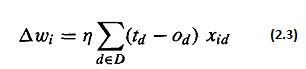 Δwᵢ = η ∑_{d∈D} (t_d − o_d) x_{id} (2.3)